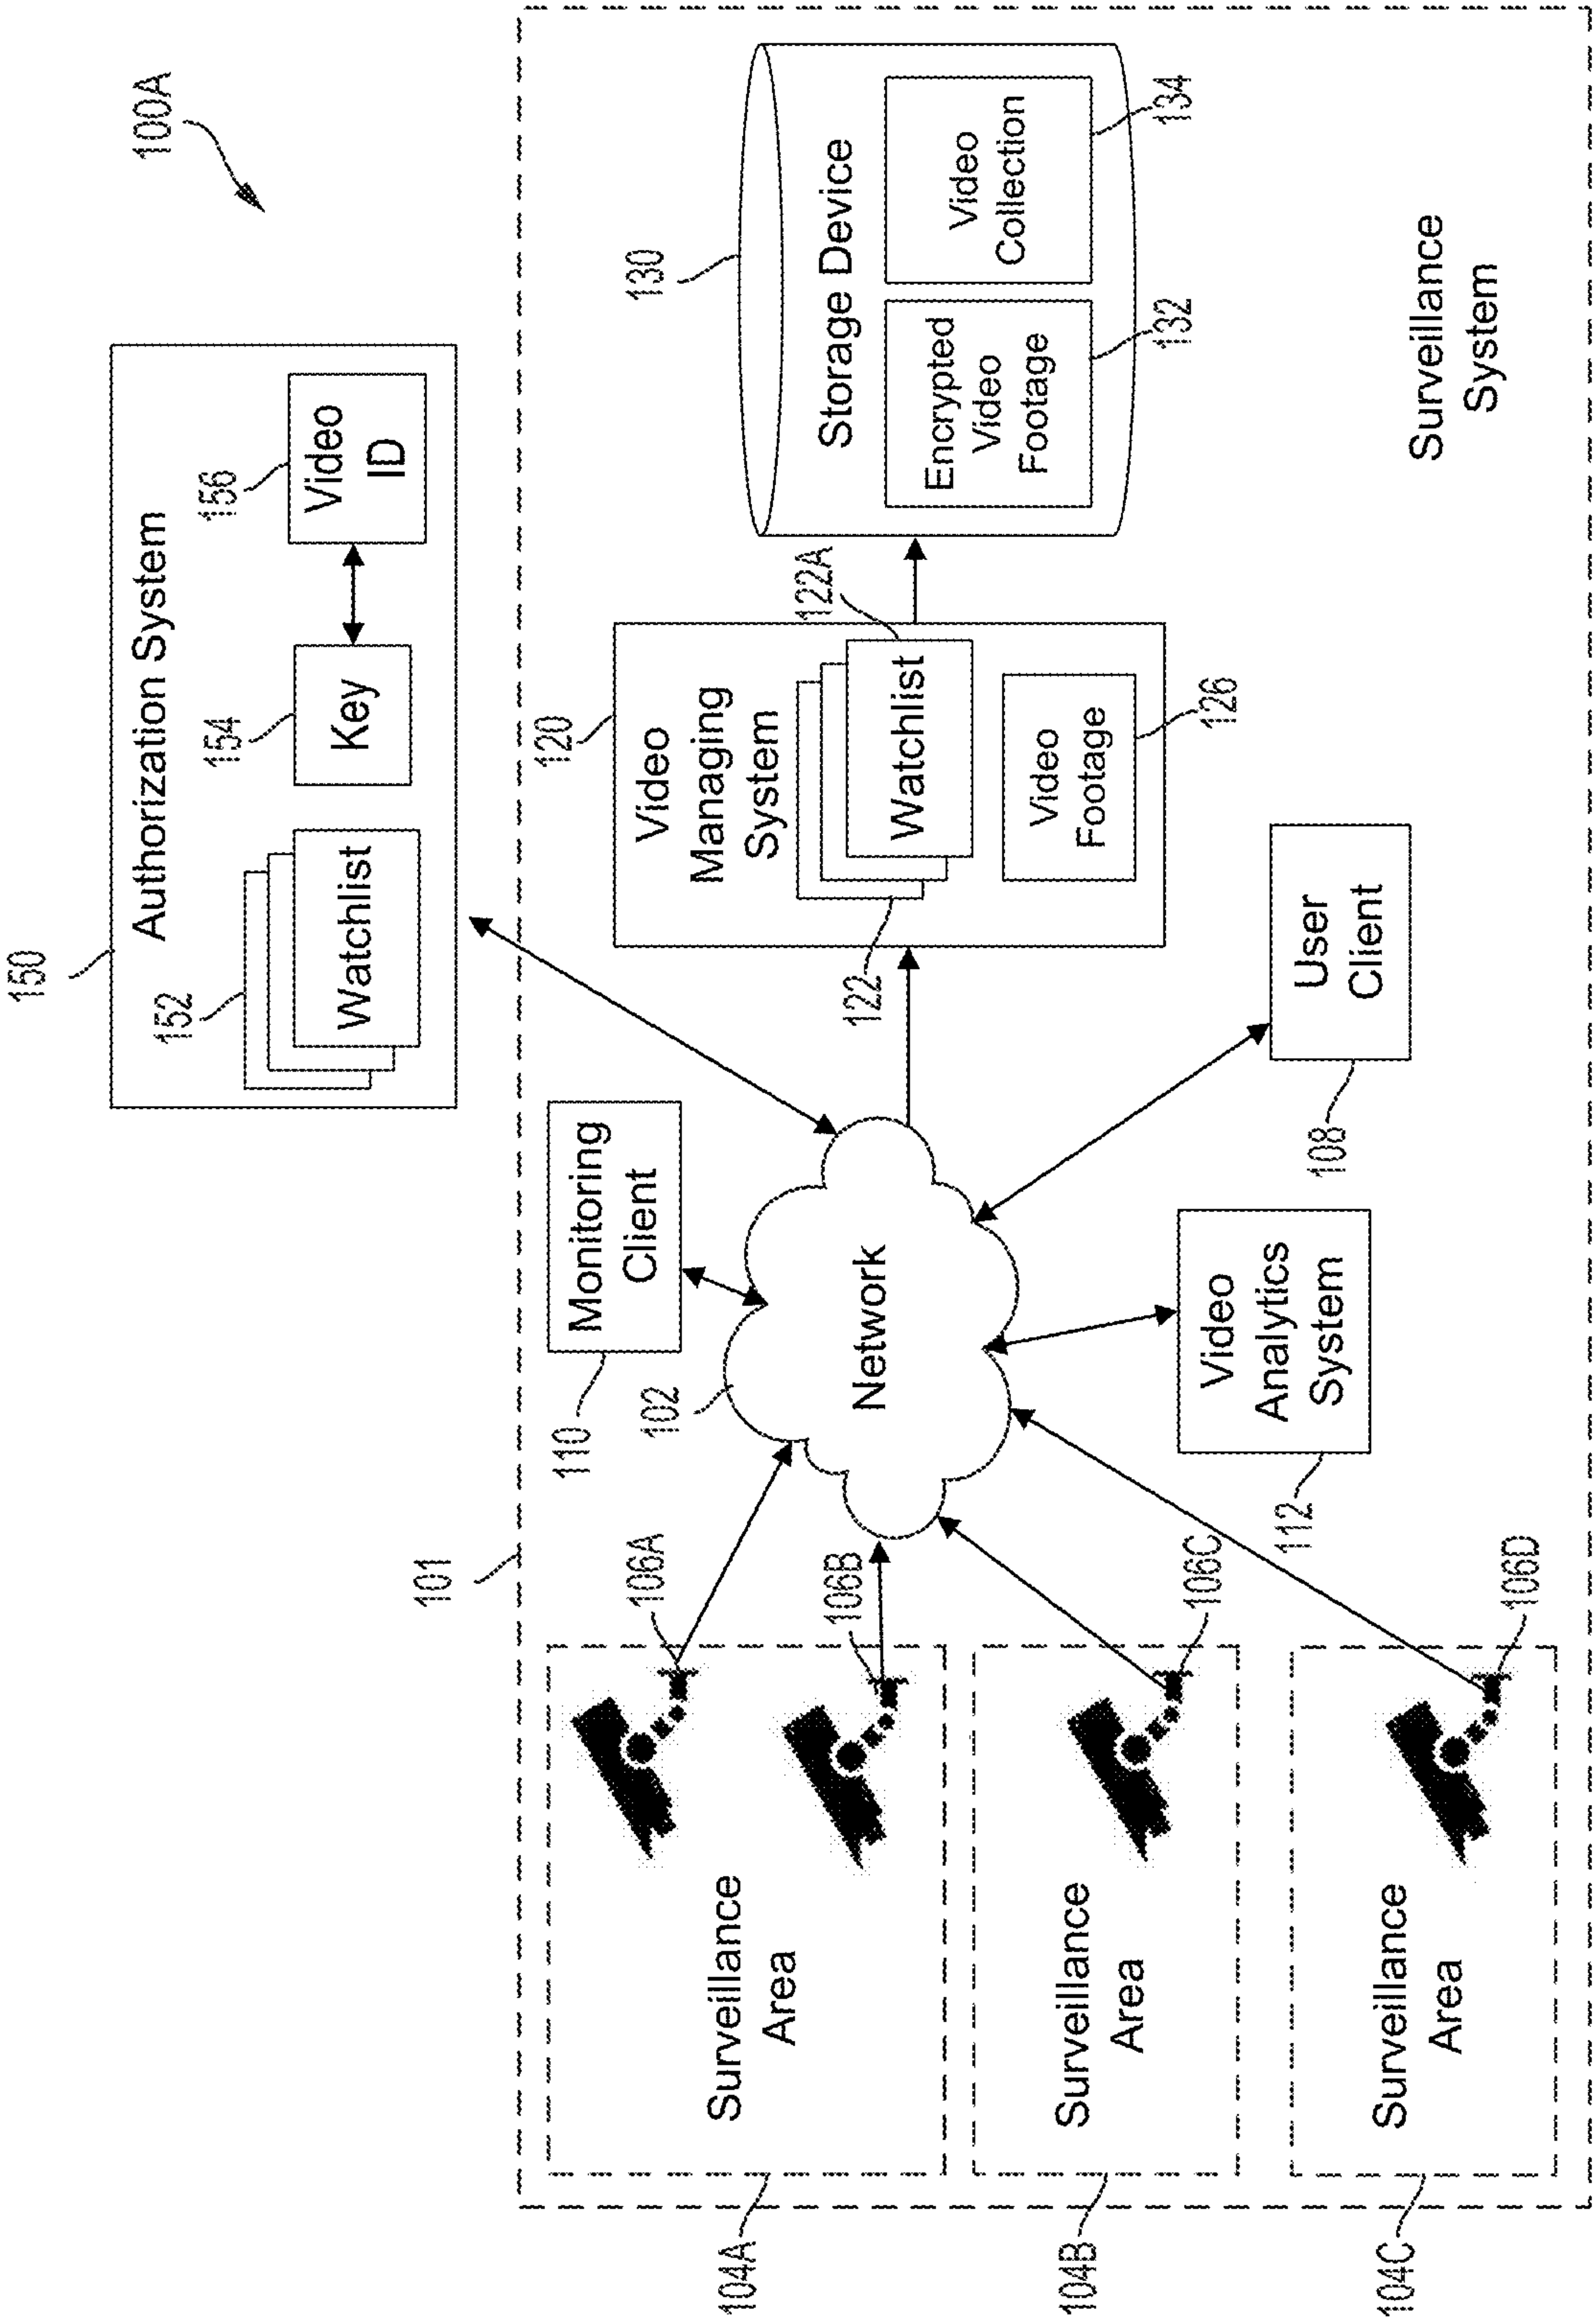 100A
150
Authorization System
152
Watchlist
154
Key
156
Video
ID
101
110
Monitoring
Client
102
Network
120
Video
Managing
System
122A
122
Watchlist
Video
Footage
126
130
Storage Device
Encrypted
Video
Footage
132
Video
Collection
134
Surveillance
Area
104A
106A
106B
Surveillance
Area
104B
106C
Surveillance
Area
104C
106D
Video
Analytics
System
112
User
Client
108
Surveillance
System